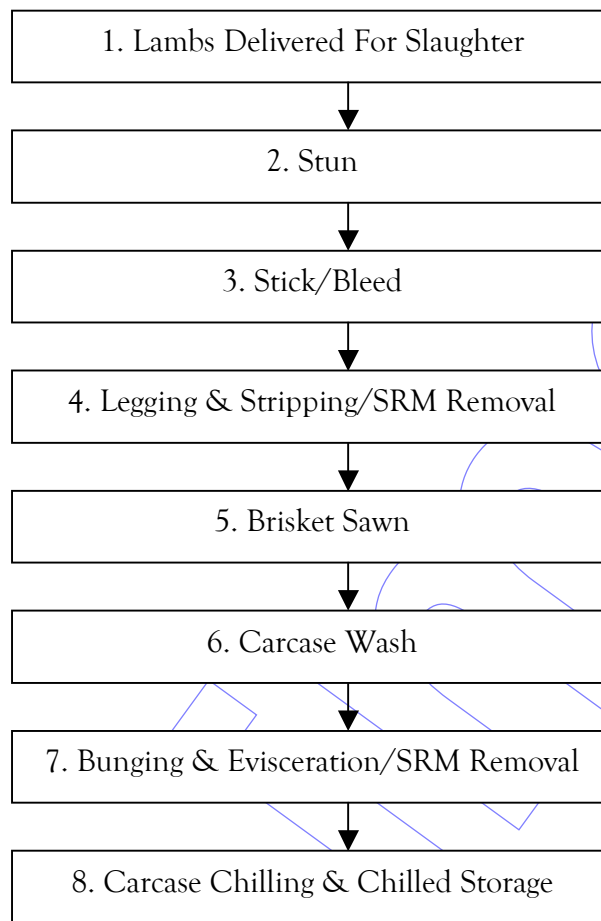 1. Lambs Delivered For Slaughter
2. Stun
3. Stick/Bleed
4. Legging & Stripping/SRM Removal
5. Brisket Sawn
6. Carcase Wash
7. Bunging & Evisceration/SRM Removal
8. Carcase Chilling & Chilled Storage